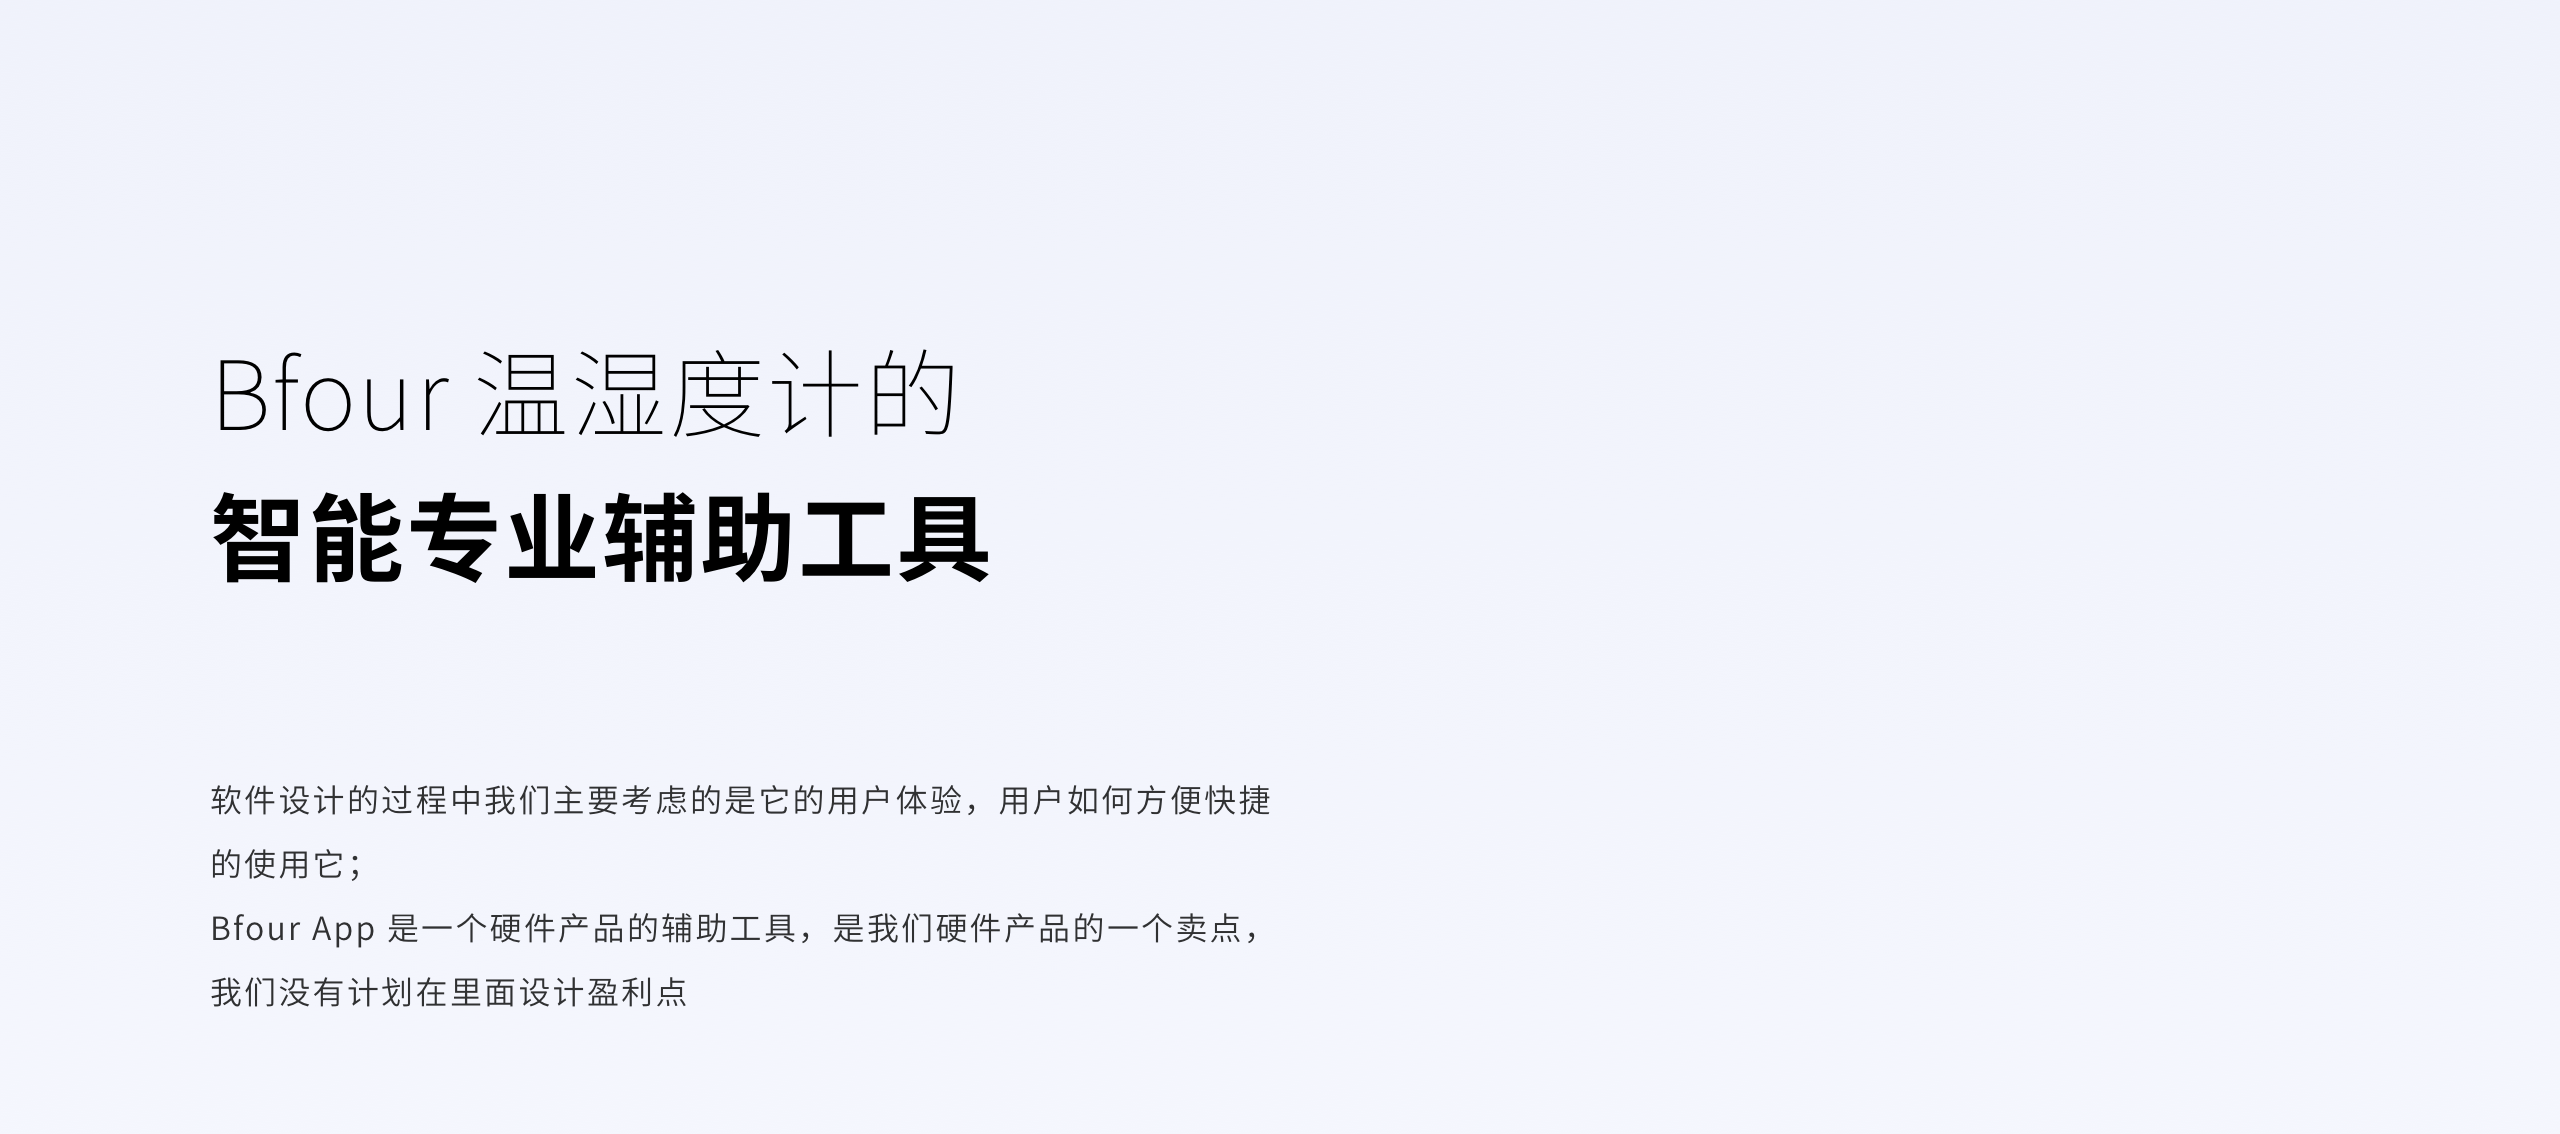 Bfour 温湿度计的
智能专业辅助工具
软件设计的过程中我们主要考虑的是它的用户体验，用户如何方便快捷
的使用它；
Bfour App 是一个硬件产品的辅助工具，是我们硬件产品的一个卖点，
我们没有计划在里面设计盈利点